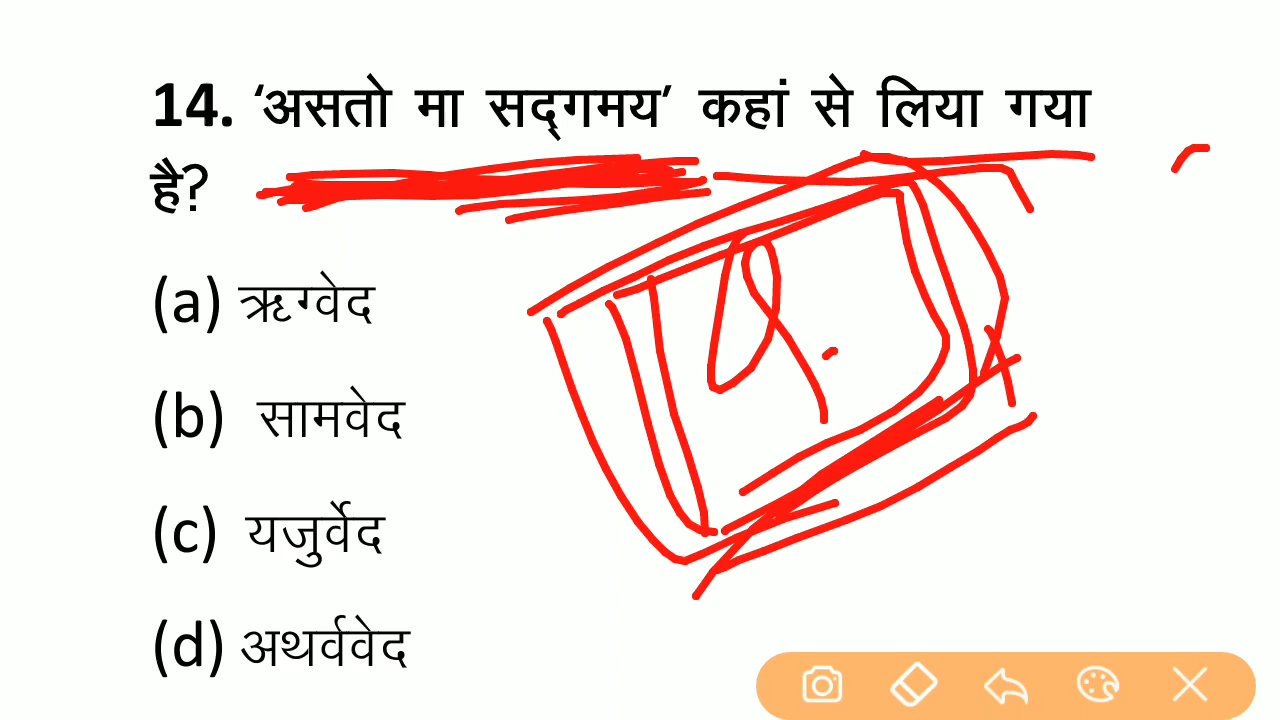 14. ‘असतो मा सद्गमय’ कहां से लिया गया
है?
(a) ऋग्वेद
(b) सामवेद
(c) यजुर्वेद
(d) अथर्ववेद